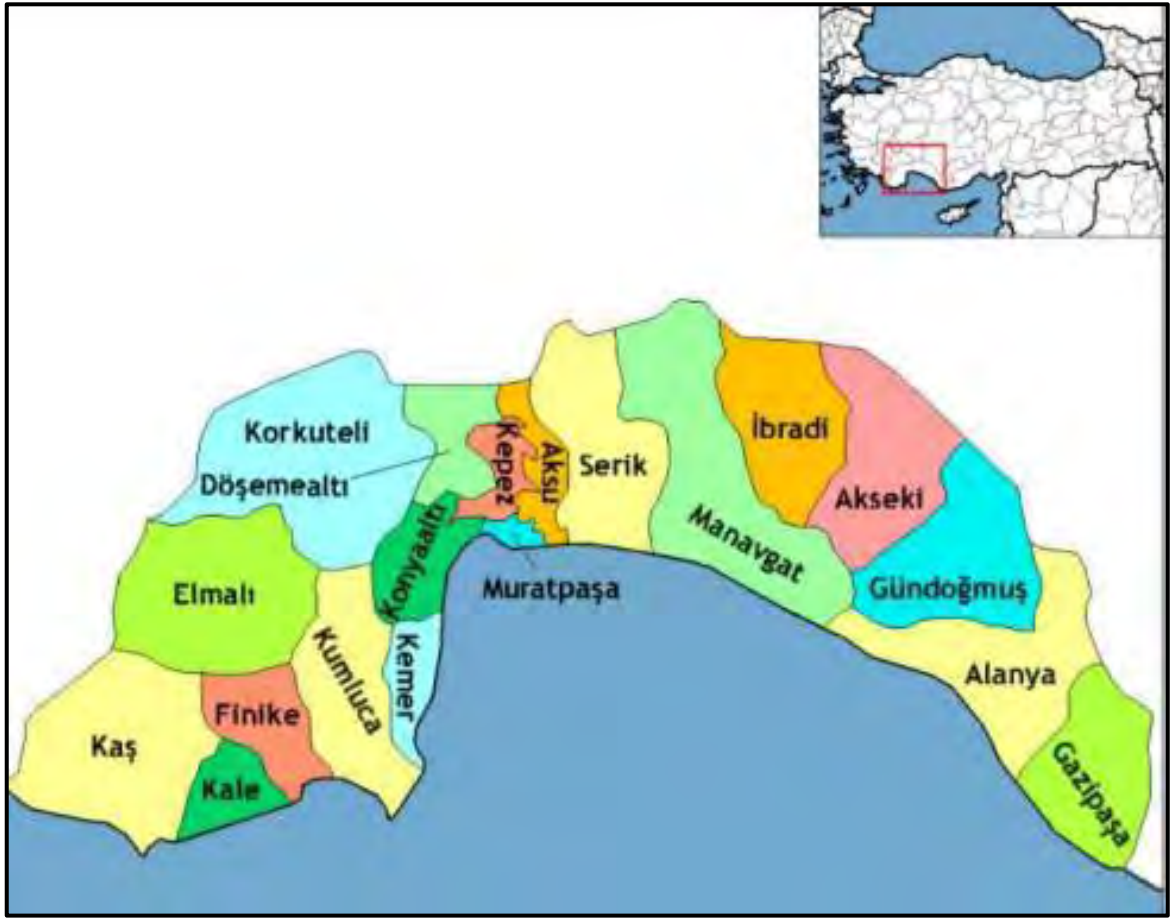 Korkuteli
Döşemealtı
Kepez
Aksu
Serik
İbradi
Akseki
Manavgat
Gündoğmuş
Konyaaltı
Muratpaşa
Elmalı
Kumluca
Kemer
Alanya
Finike
Kaş
Kale
Gazipaşa